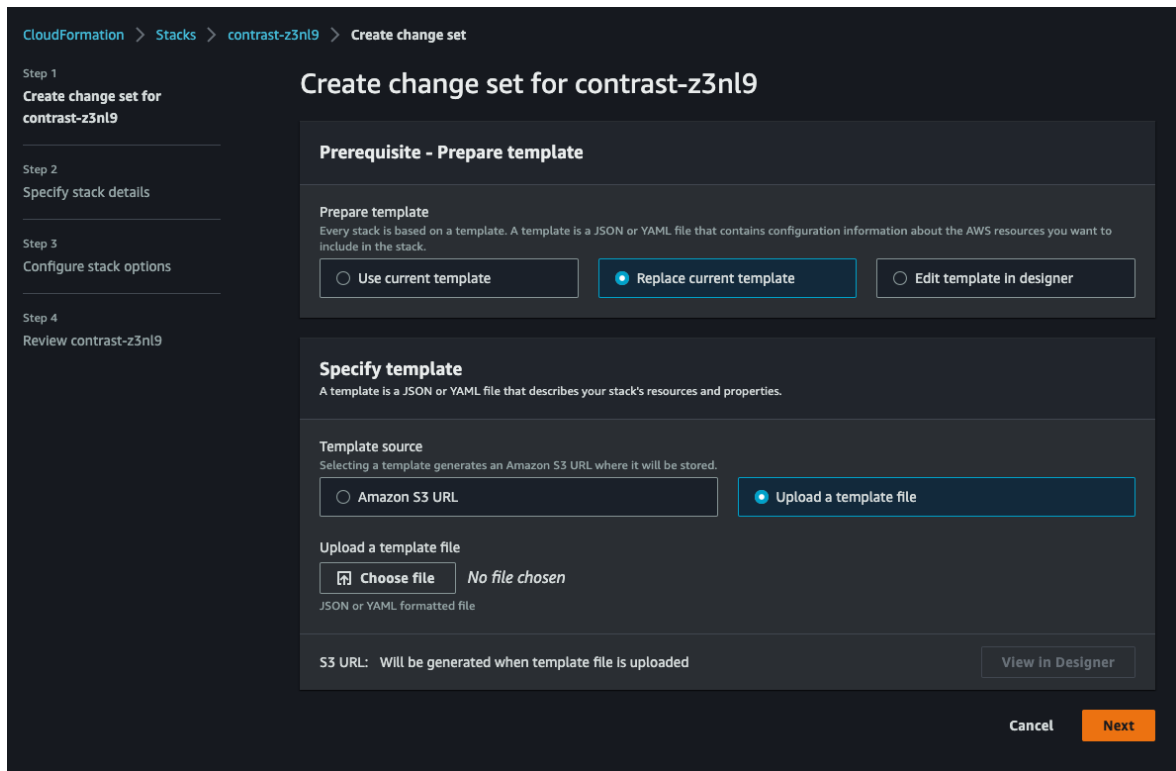 CloudFormation > Stacks > contrast-z3nl9 > Create change set
Step 1
Create change set for
contrast-z3nl9
Step 2
Specify stack details
Step 3
Configure stack options
Step 4
Review contrast-z3nl9
Create change set for contrast-z3nl9
Prerequisite - Prepare template
Prepare template
Every stack is based on a template. A template is a JSON or YAML file that contains configuration information about the AWS resources you want to
include in the stack.
Use current template
Replace current template
Edit template in designer
Specify template
A template is a JSON or YAML file that describes your stack's resources and properties.
Template source
Selecting a template generates an Amazon S3 URL where it will be stored.
Amazon S3 URL
Upload a template file
Upload a template file
Choose file
No file chosen
JSON or YAML formatted file
S3 URL: Will be generated when template file is uploaded
View in Designer
Cancel
Next